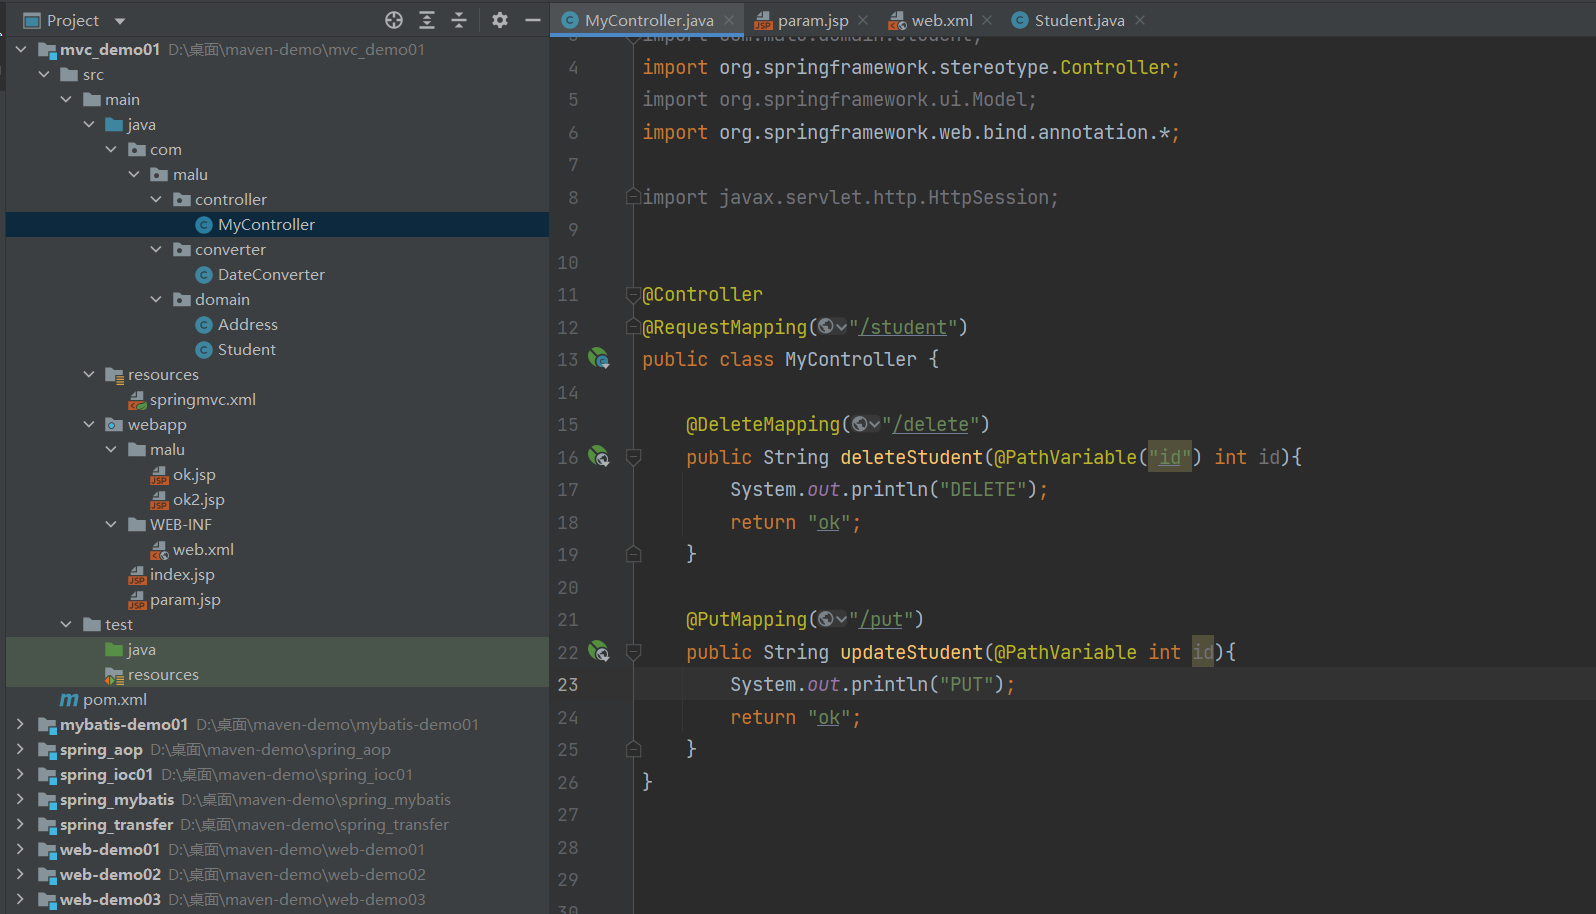 Project
mvc_demo01 D:\桌面\maven-demo\mvc_demo01
src
main
java
com
malu
controller
MyController
converter
DateConverter
domain
Address
Student
resources
springmvc.xml
webapp
malu
ok.jsp
ok2.jsp
WEB-INF
web.xml
index.jsp
param.jsp
test
java
resources
pom.xml
mybatis-demo01 D:\桌面\maven-demo\mybatis-demo01
spring_aop D:\桌面\maven-demo\spring_aop
spring_ioc01 D:\桌面\maven-demo\spring_ioc01
spring_mybatis D:\桌面\maven-demo\spring_mybatis
spring_transfer D:\桌面\maven-demo\spring_transfer
web-demo01 D:\桌面\maven-demo\web-demo01
web-demo02 D:\桌面\maven-demo\web-demo02
web-demo03 D:\桌面\maven-demo\web-demo03
MyController.java param.jsp web.xml Student.java
3 import com.malu.domain.Student;
4 import org.springframework.stereotype.Controller;
5 import org.springframework.ui.Model;
6 import org.springframework.web.bind.annotation.*;
7
8 import javax.servlet.http.HttpSession;
9
10
11 @Controller
12 @RequestMapping("/student")
13 public class MyController {
14
15 @DeleteMapping("/delete")
16 public String deleteStudent(@PathVariable("id") int id){
17 System.out.println("DELETE");
18 return "ok";
19 }
20
21 @PutMapping("/put")
22 public String updateStudent(@PathVariable int id){
23 System.out.println("PUT");
24 return "ok";
25 }
26 }
27
28
29
30